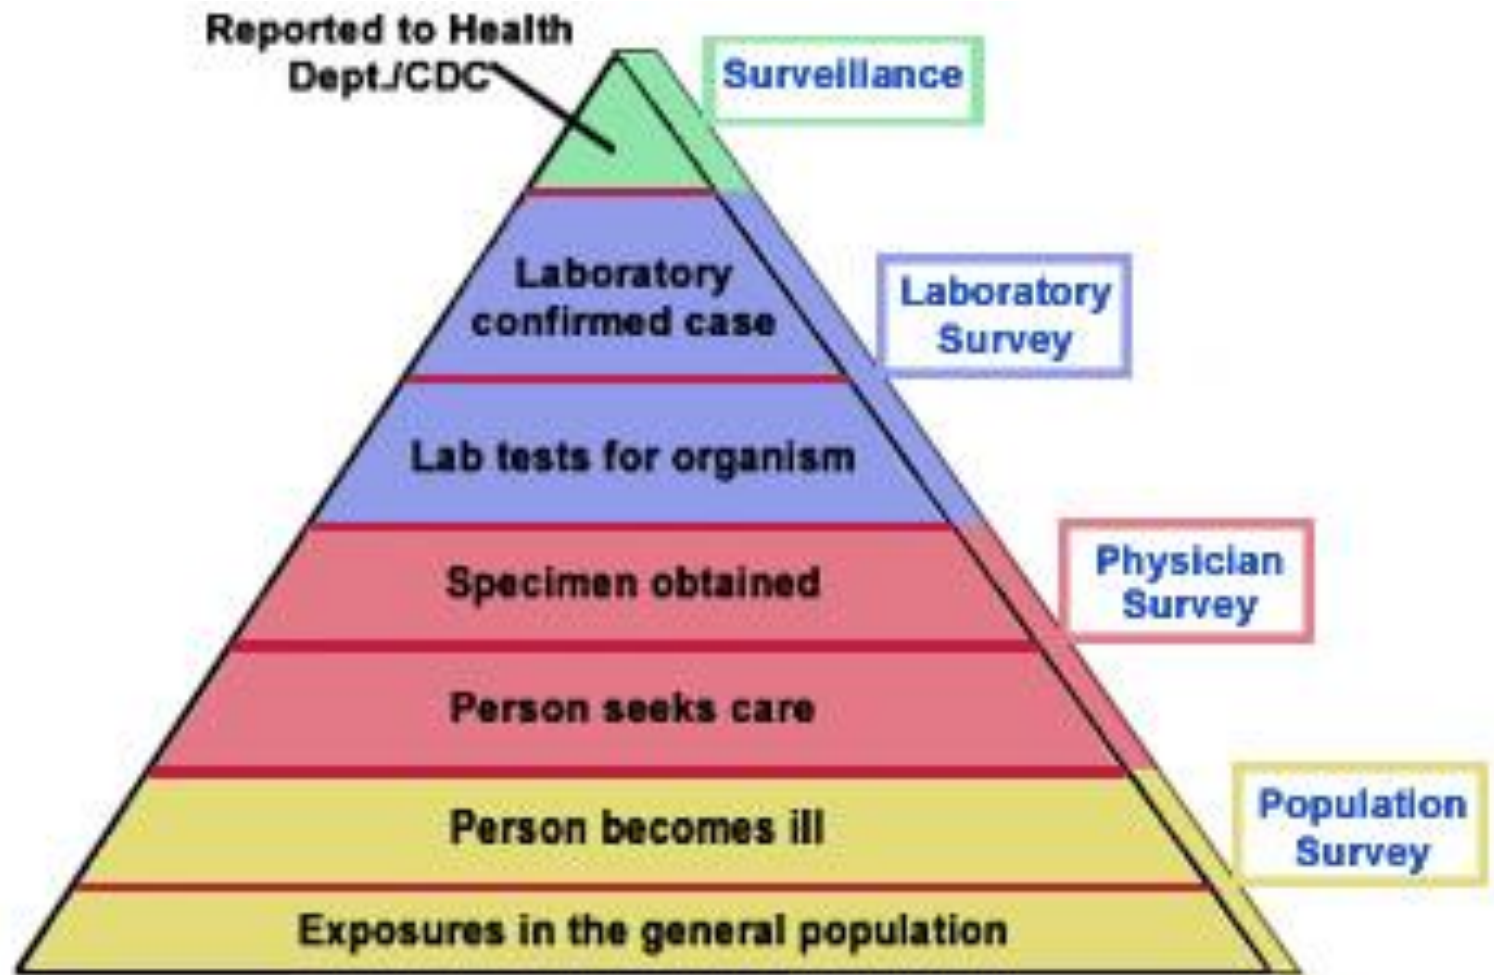 Reported to Health
Dept./CDC
Surveillance
Laboratory
confirmed case
Laboratory
Survey
Lab tests for organism
Specimen obtained
Physician
Survey
Person seeks care
Person becomes ill
Population
Survey
Exposures in the general population